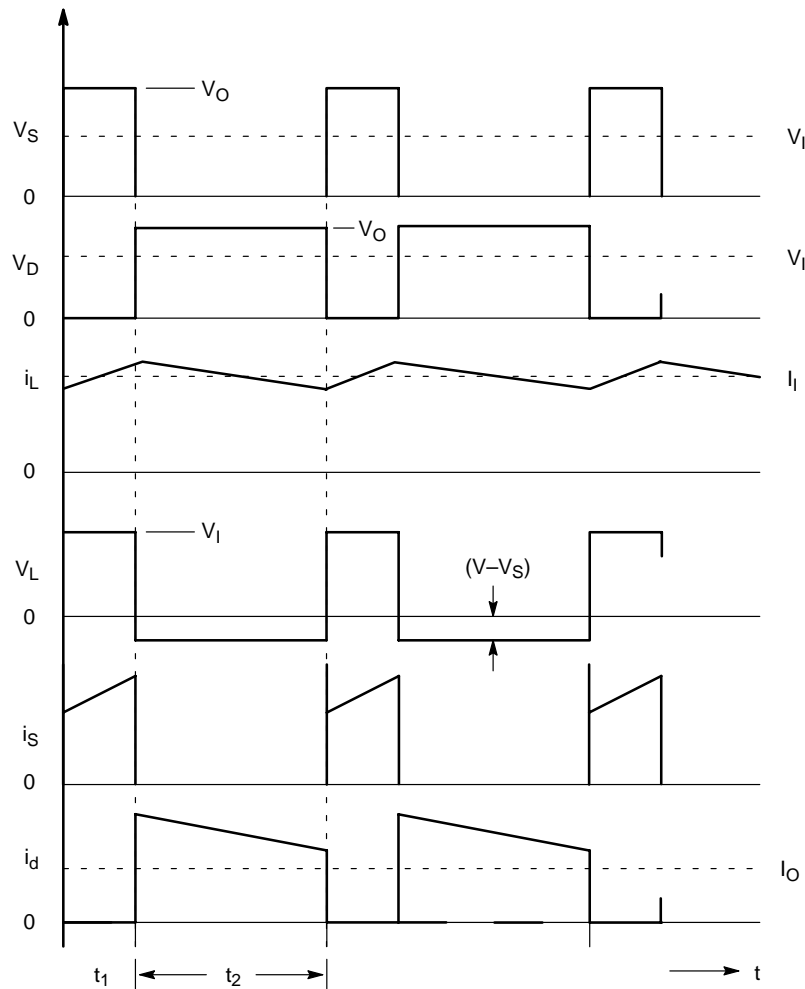 V_O
V_S V_I
0
V_O
V_D V_I
0
i_L I_I
0
V_I
(V–V_S)
V_L
0
i_S
0
i_d I_O
0
t_1 t_2 t